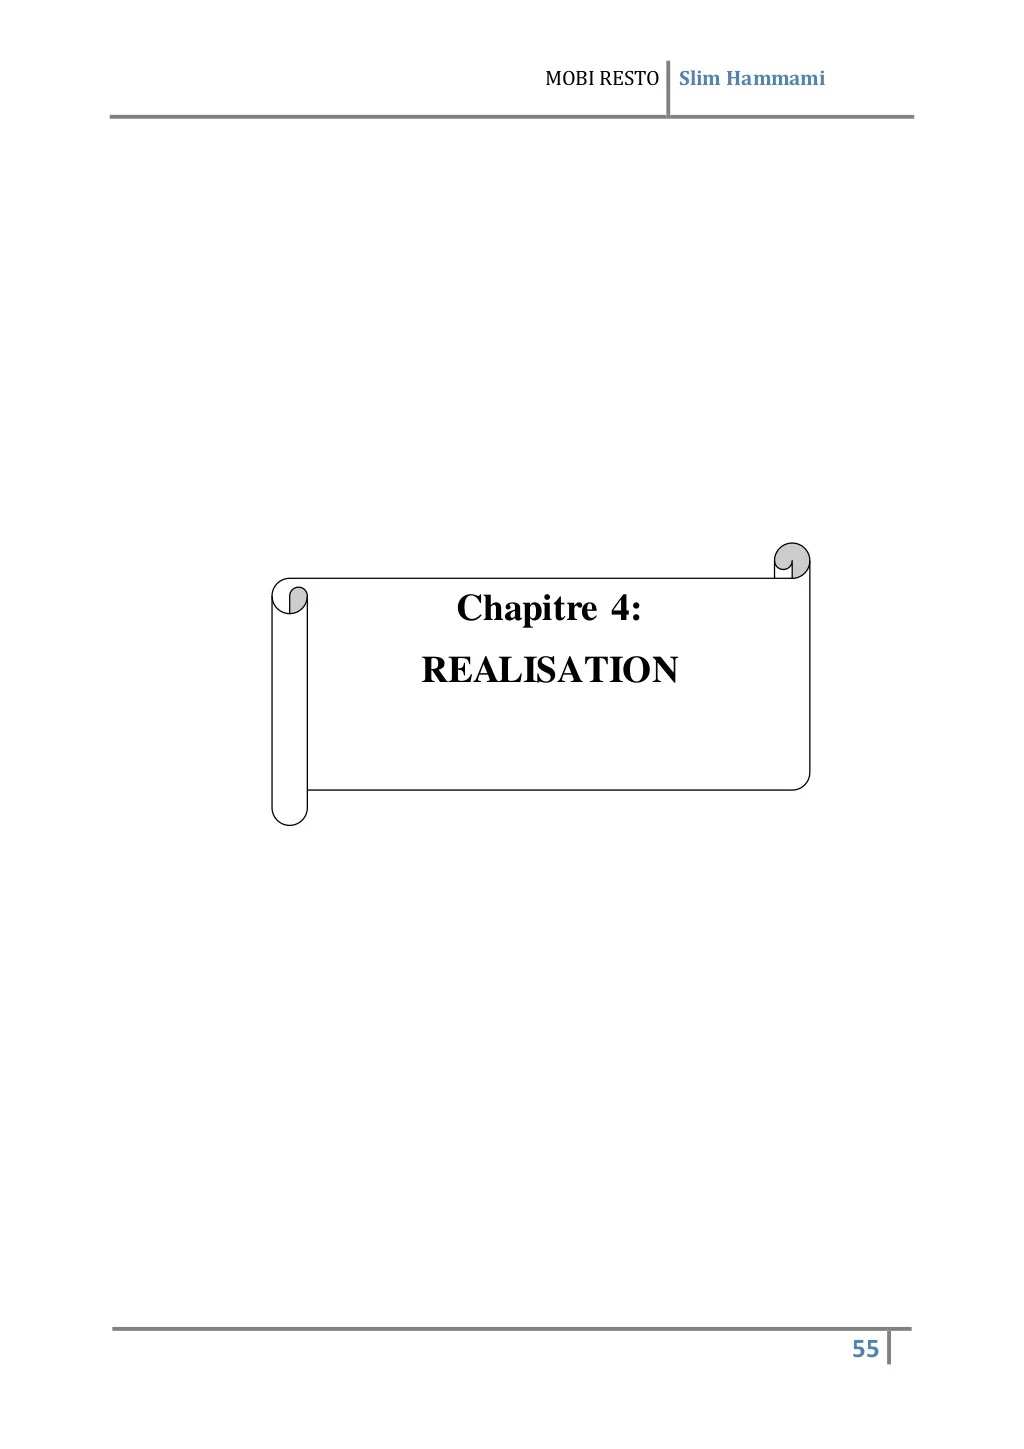 MOBI RESTO Slim Hammami
Chapitre 4:
REALISATION
55